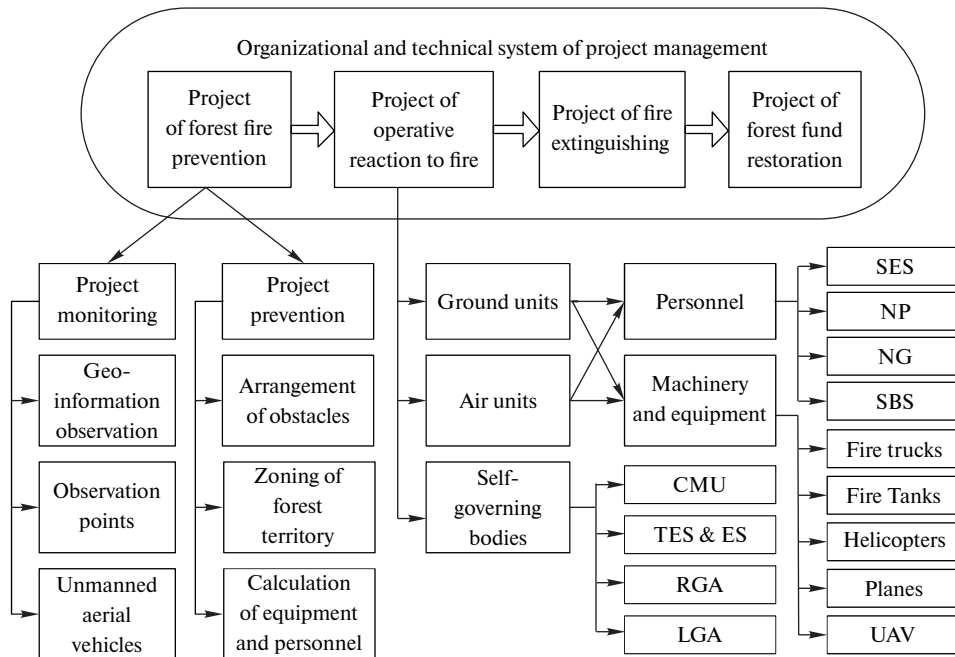 Organizational and technical system of project management
Project
of forest fire
prevention
Project of
operative
reaction to fire
Project of fire
extinguishing
Project of
forest fund
restoration
Project
monitoring
Geo-
information
observation
Observation
points
Unmanned
aerial
vehicles
Project
prevention
Arrangement
of obstacles
Zoning of
forest
territory
Calculation
of equipment
and personnel
Ground units
Air units
Self-
governing
bodies
Personnel
Machinery
and equipment
CMU
TES & ES
RGA
LGA
SES
NP
NG
SBS
Fire trucks
Fire Tanks
Helicopters
Planes
UAV